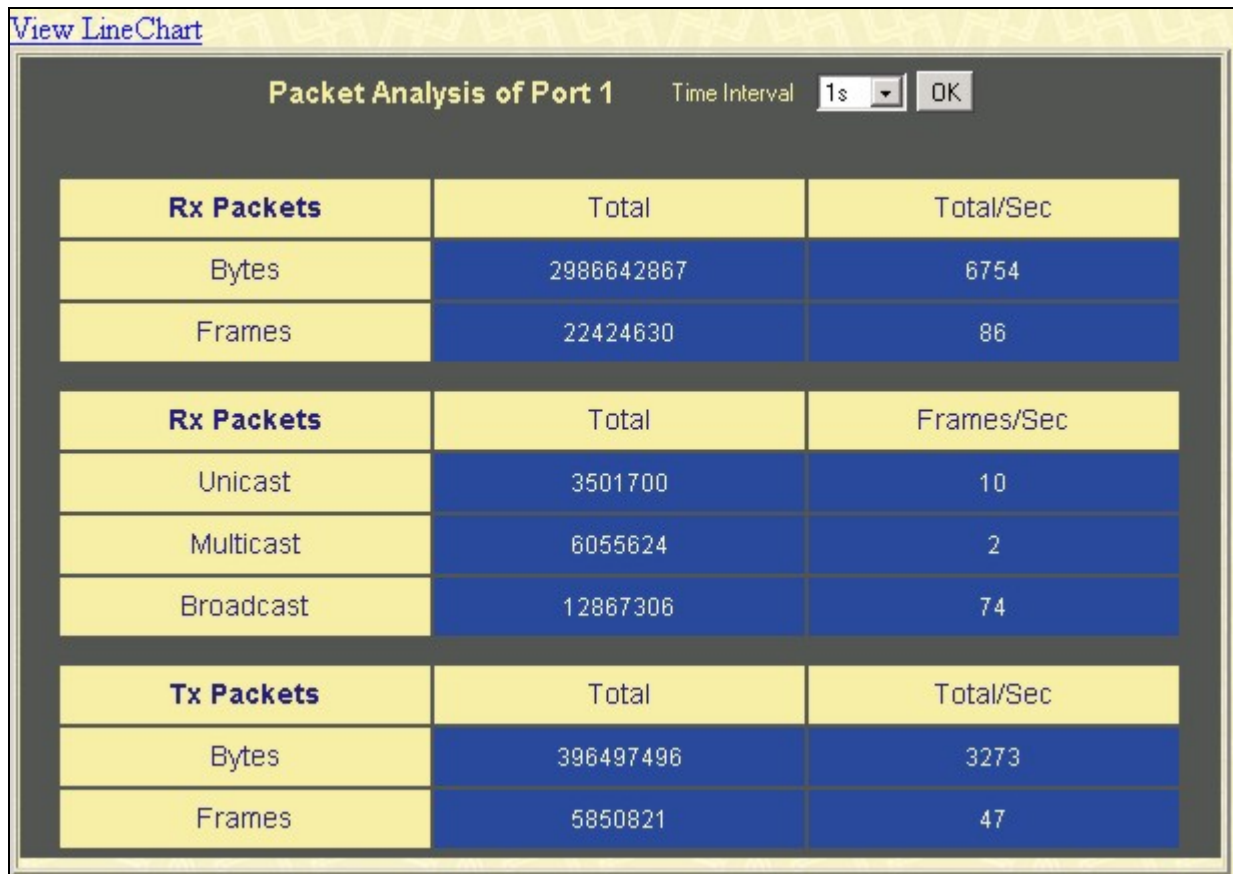 View LineChart
Packet Analysis of Port 1 Time Interval 1s OK
Rx Packets Total Total/Sec
Bytes 2986642867 6754
Frames 22424630 86
Rx Packets Total Frames/Sec
Unicast 3501700 10
Multicast 6055624 2
Broadcast 12867306 74
Tx Packets Total Total/Sec
Bytes 396497496 3273
Frames 5850821 47